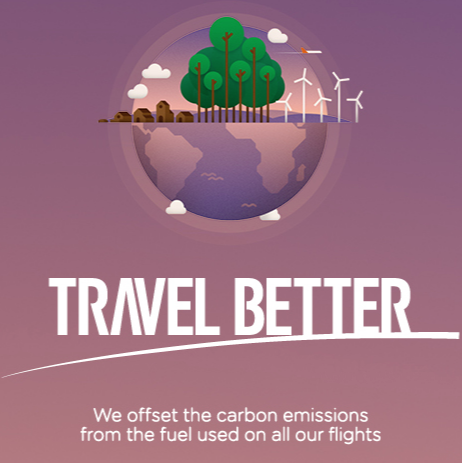 TRAVEL BETTER
We offset the carbon emissions
from the fuel used on all our flights